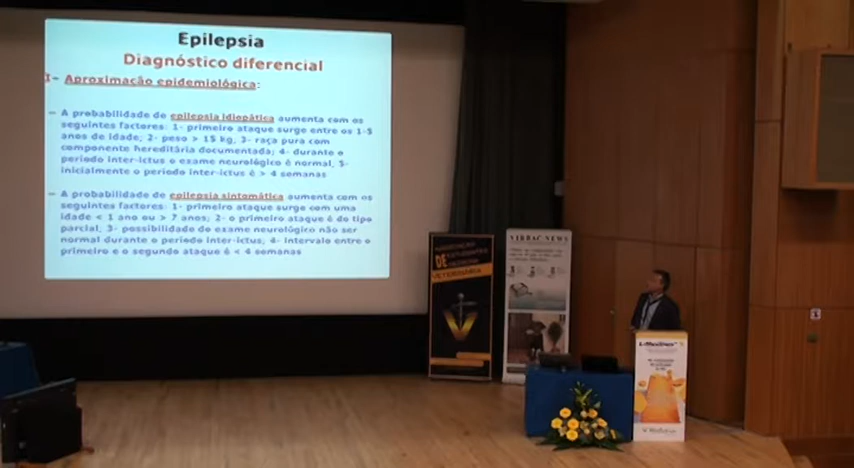 Epilepsia
Diagnóstico diferencial
I- Aproximação epidemiológica:
- A probabilidade de epilepsia idiopática aumenta com os
seguintes factores: 1- primeiro ataque surge entre os 1-5
anos de idade; 2- peso > 15 kg; 3- raça pura com
componente hereditária documentada; 4- durante o
período inter-ictus o exame neurológico é normal; 5-
inicialmente o período inter-ictus é > 4 semanas
- A probabilidade de epilepsia sintomática aumenta com os
seguintes factores: 1- primeiro ataque surge com uma
idade < 1 ano ou > 7 anos; 2- o primeiro ataque é do tipo
parcial; 3- possibilidade do exame neurológico não ser
normal durante o período inter-ictus; 4- intervalo entre o
primeiro e o segundo ataque é < 4 semanas
DE ESTUDANTES
VETERINÁRIA
VIRBAC NEWS